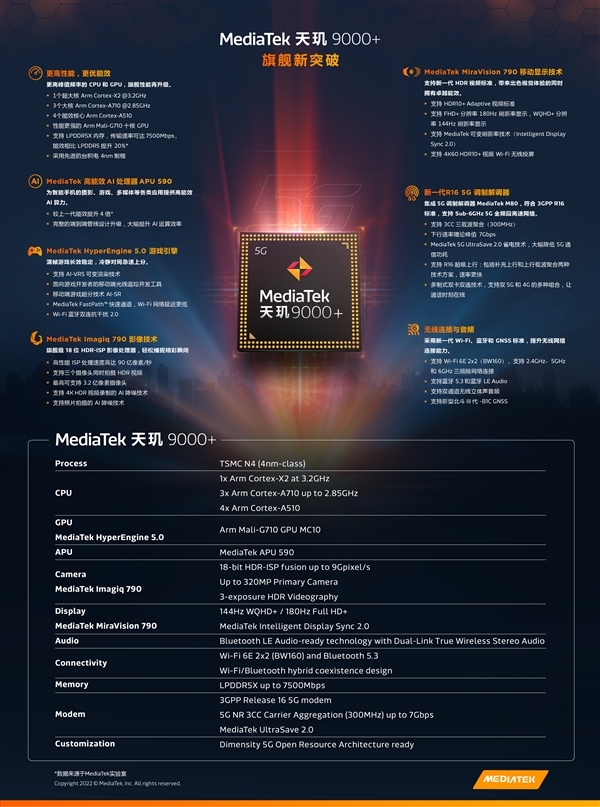 MediaTek 天玑 9000+
旗舰新突破
更高性能，更优能效
更高峰值频率的 CPU 和 GPU，旗舰性能再升级。
1个超大核 Arm Cortex-X2 @3.2GHz
3个大核 Arm Cortex-A710 @2.85GHz
4个能效核心 Arm Cortex-A510
性能更强的 Arm Mali-G710 十核 GPU
支持 LPDDR5X 内存，传输速率可达 7500Mbps，
能效相比 LPDDR5 提升 20%*
采用先进的台积电 4nm 制程
AI
MediaTek 高能效 AI 处理器 APU 590
为智能手机的摄影、游戏、多媒体等各类应用提供高能效
AI 算力。
较上一代能效提升 4 倍*
完整的端到端管线设计升级，大幅提升 AI 运算效率
MediaTek HyperEngine 5.0 游戏引擎
满帧游戏长效稳定，冷静对局急速上分。
支持 AI-VRS 可变渲染技术
面向游戏开发者的移动端光线追踪开发工具
移动端游戏超分技术 AI-SR
MediaTek FastPath™ 快速通道，Wi-Fi 网络延迟更低
Wi-Fi 蓝牙双连抗干扰 2.0
MediaTek Imagiq 790 影像技术
旗舰级 18 位 HDR-ISP 影像处理器，轻松捕捉精彩瞬间
高性能 ISP 处理速度高达 90 亿像素/秒
支持三个摄像头同时拍摄 HDR 视频
最高可支持 3.2 亿像素摄像头
支持 4K HDR 视频录制的 AI 降噪技术
支持照片拍摄的 AI 降噪技术
MediaTek MiraVision 790 移动显示技术
支持新一代 HDR 视频标准，带来出色视觉体验的同时
拥有卓越能效。
支持 HDR10+ Adaptive 视频标准
支持 FHD+ 分辨率 180Hz 刷新率显示，WQHD+ 分辨
率 144Hz 刷新率显示
支持 MediaTek 可变刷新率技术（Intelligent Display
Sync 2.0）
支持 4K60 HDR10+ 视频 Wi-Fi 无线投屏
5G
新一代R16 5G 调制解调器
集成 5G 调制解调器 MediaTek M80，符合 3GPP R16
标准，支持 Sub-6GHz 5G 全频段高速网络。
支持 3CC 三载波聚合（300MHz）
下行速率理论峰值 7Gbps
MediaTek 5G UltraSave 2.0 省电技术，大幅降低 5G 通
信功耗
支持 R16 超级上行：包括补充上行和上行载波聚合两种
技术方案，速率更快
多制式双卡双通技术，支持双 5G 和 4G 的多种组合，让
通话时刻在线
无线连接与音频
采用新一代 Wi-Fi、蓝牙和 GNSS 标准，提升无线网络
连接能力。
支持 Wi-Fi 6E 2x2（BW160），支持 2.4GHz、5GHz
和 6GHz 三频段网络连接
支持蓝牙 5.3 和蓝牙 LE Audio
支持双通道无线立体声音频
支持新型北斗 III 代 -B1C GNSS
5G
5G
MediaTek
天玑9000+
MediaTek 天玑 9000+
Process TSMC N4 (4nm-class)
CPU
1x Arm Cortex-X2 at 3.2GHz
3x Arm Cortex-A710 up to 2.85GHz
4x Arm Cortex-A510
GPU
MediaTek HyperEngine 5.0
Arm Mali-G710 GPU MC10
APU MediaTek APU 590
Camera
MediaTek Imagiq 790
18-bit HDR-ISP fusion up to 9Gpixel/s
Up to 320MP Primary Camera
3-exposure HDR Videography
Display
MediaTek MiraVision 790
144Hz WQHD+ / 180Hz Full HD+
MediaTek Intelligent Display Sync 2.0
Audio Bluetooth LE Audio-ready technology with Dual-Link True Wireless Stereo Audio
Connectivity
Wi-Fi 6E 2x2 (BW160) and Bluetooth 5.3
Wi-Fi/Bluetooth hybrid coexistence design
Memory LPDDR5X up to 7500Mbps
Modem
3GPP Release 16 5G modem
5G NR 3CC Carrier Aggregation (300MHz) up to 7Gbps
MediaTek UltraSave 2.0
Customization Dimensity 5G Open Resource Architecture ready
*数据来源于MediaTek实验室
Copyright 2022 © MediaTek, Inc. All rights reserved.
MEDIATEK